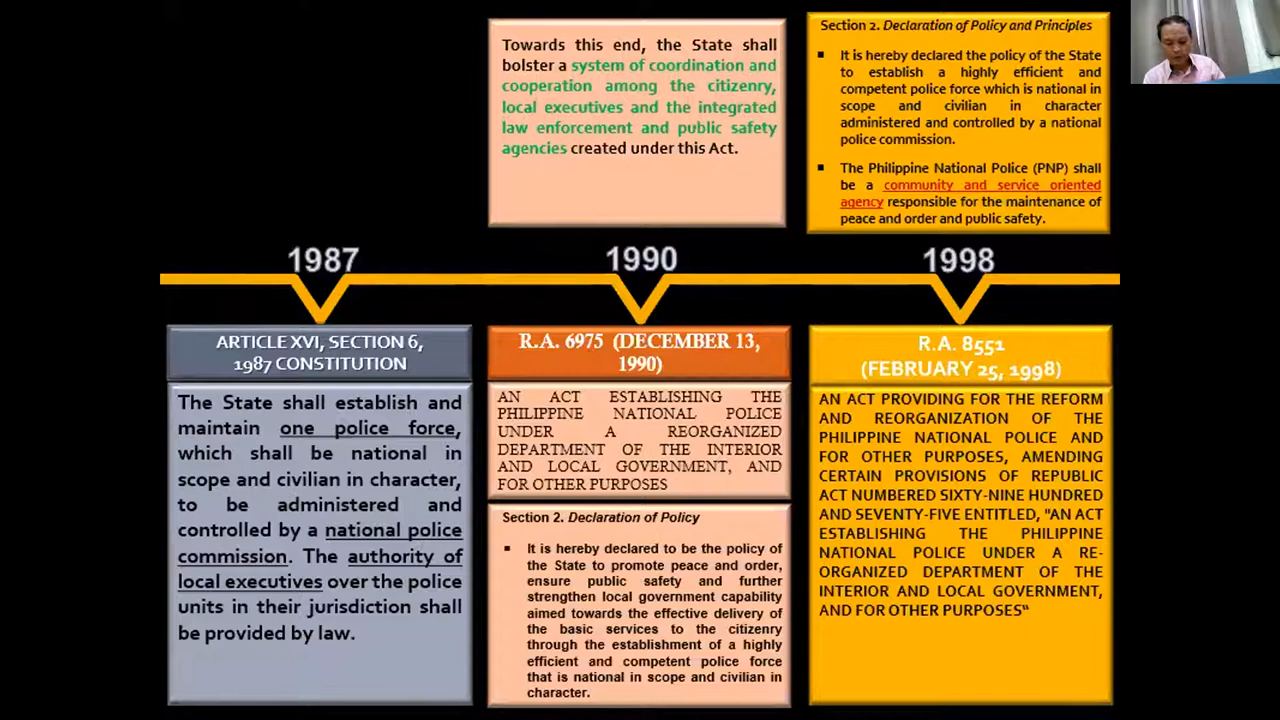 Towards this end, the State shall
bolster a system of coordination and
cooperation among the citizenry,
local executives and the integrated
law enforcement and public safety
agencies created under this Act.
Section 2. Declaration of Policy and Principles
▪ It is hereby declared the policy of the State
to establish a highly efficient and
competent police force which is national in
scope and civilian in character
administered and controlled by a national
police commission.
▪ The Philippine National Police (PNP) shall
be a community and service oriented
agency responsible for the maintenance of
peace and order and public safety.
1987
1990
1998
ARTICLE XVI, SECTION 6,
1987 CONSTITUTION
The State shall establish and
maintain one police force,
which shall be national in
scope and civilian in character,
to be administered and
controlled by a national police
commission. The authority of
local executives over the police
units in their jurisdiction shall
be provided by law.
R.A. 6975 (DECEMBER 13,
1990)
AN ACT ESTABLISHING THE
PHILIPPINE NATIONAL POLICE
UNDER A REORGANIZED
DEPARTMENT OF THE INTERIOR
AND LOCAL GOVERNMENT, AND
FOR OTHER PURPOSES
Section 2. Declaration of Policy
▪ It is hereby declared to be the policy of
the State to promote peace and order,
ensure public safety and further
strengthen local government capability
aimed towards the effective delivery of
the basic services to the citizenry
through the establishment of a highly
efficient and competent police force
that is national in scope and civilian in
character.
R.A. 8551
(FEBRUARY 25, 1998)
AN ACT PROVIDING FOR THE REFORM
AND REORGANIZATION OF THE
PHILIPPINE NATIONAL POLICE AND
FOR OTHER PURPOSES, AMENDING
CERTAIN PROVISIONS OF REPUBLIC
ACT NUMBERED SIXTY-NINE HUNDRED
AND SEVENTY-FIVE ENTITLED, "AN ACT
ESTABLISHING THE PHILIPPINE
NATIONAL POLICE UNDER A RE-
ORGANIZED DEPARTMENT OF THE
INTERIOR AND LOCAL GOVERNMENT,
AND FOR OTHER PURPOSES“